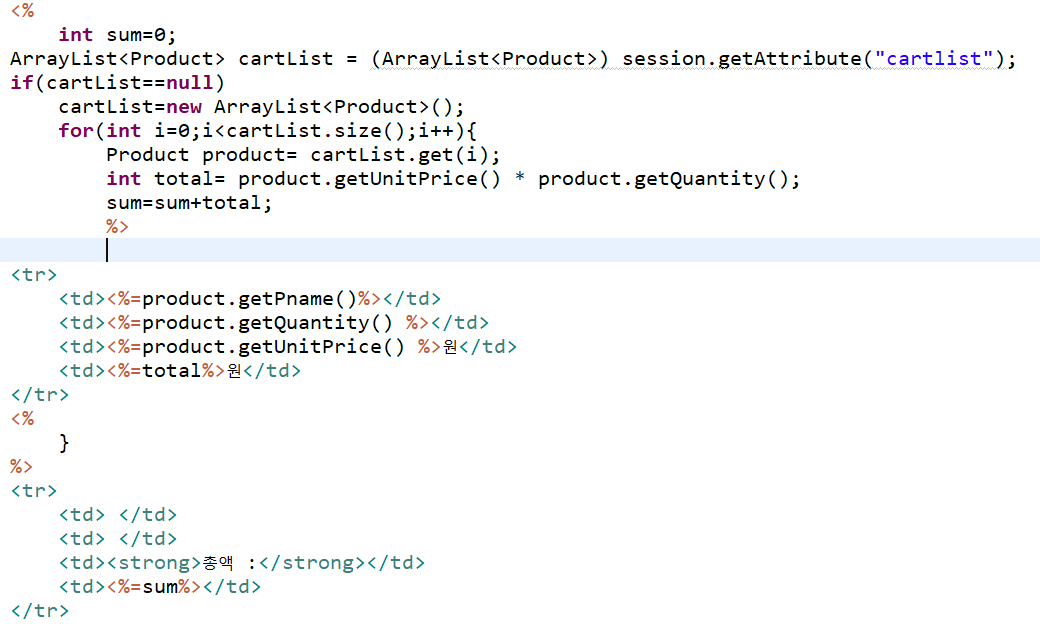 <%
    int sum=0;
ArrayList<Product> cartList = (ArrayList<Product>) session.getAttribute("cartlist");
if(cartList==null)
    cartList=new ArrayList<Product>();
    for(int i=0;i<cartList.size();i++){
        Product product= cartList.get(i);
        int total= product.getUnitPrice() * product.getQuantity();
        sum=sum+total;
        %>
<tr>
    <td><%=product.getPname()%></td>
    <td><%=product.getQuantity() %></td>
    <td><%=product.getUnitPrice() %>원</td>
    <td><%=total%>원</td>
</tr>
<%
    }
%>
<tr>
    <td> </td>
    <td> </td>
    <td><strong>총액 :</strong></td>
    <td><%=sum%></td>
</tr>